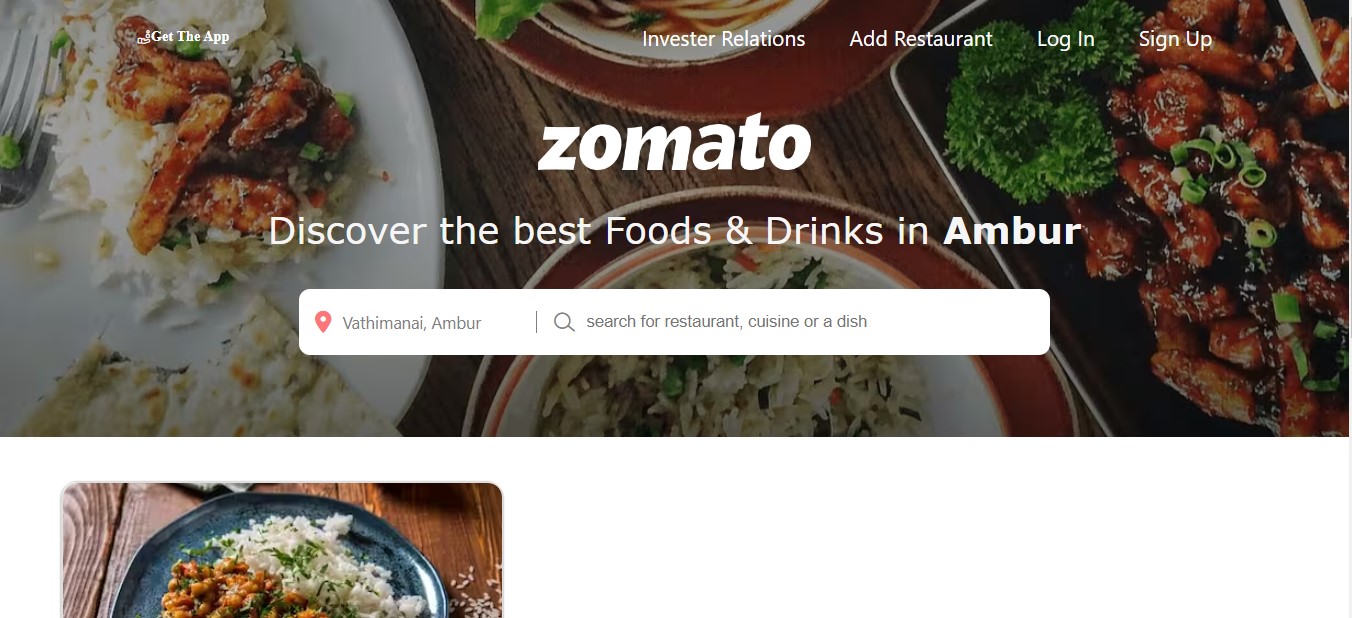 Get The App
Invester Relations
Add Restaurant
Log In
Sign Up
zomato
Discover the best Foods & Drinks in Ambur
Vathimanai, Ambur
search for restaurant, cuisine or a dish